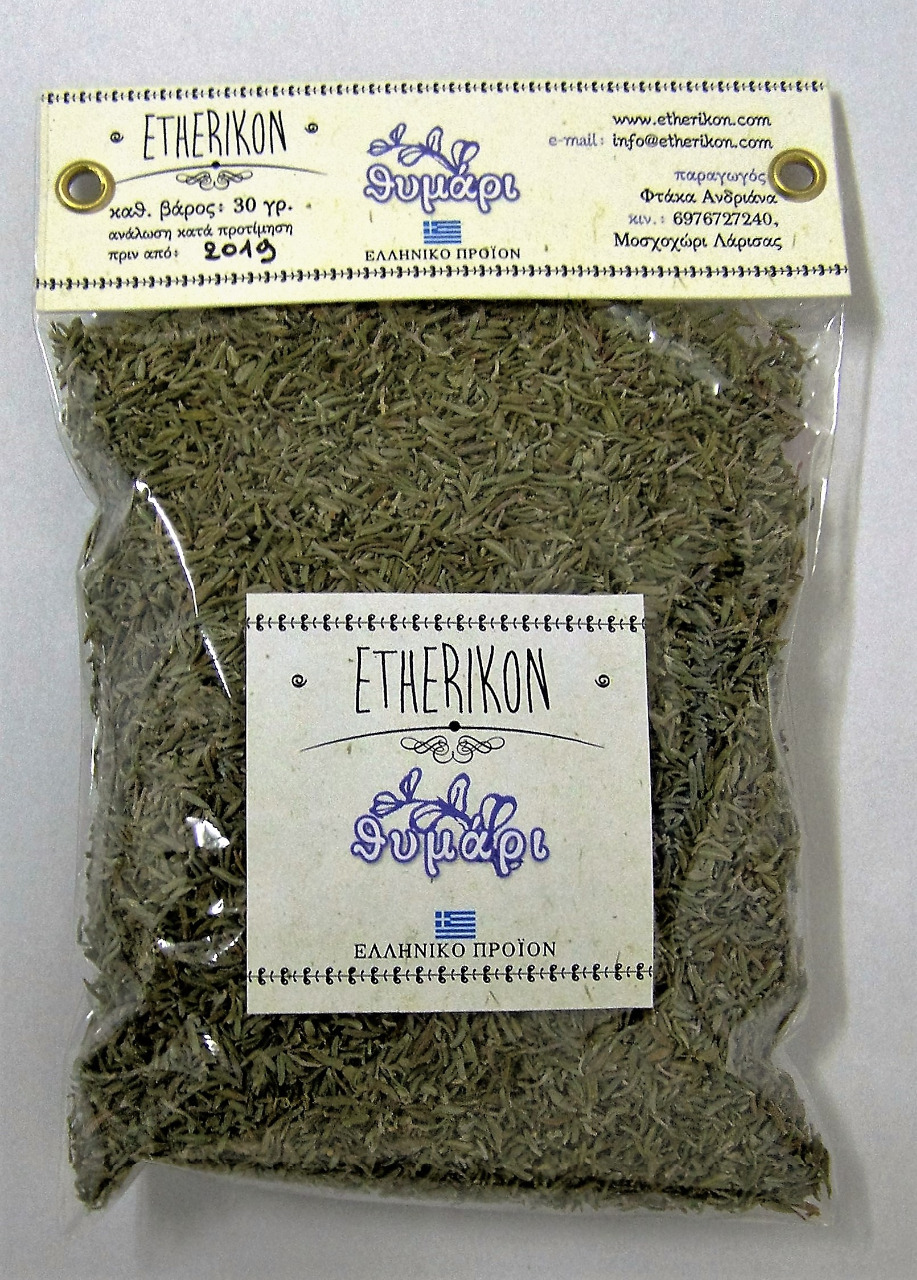 ETHERIKON
καθ. βάρος: 30 γρ.
ανάλωση κατά προτίμηση
πριν από: 2019
θυμάρι
ΕΛΛΗΝΙΚΟ ΠΡΟΪΟΝ
www.etherikon.com
e-mail: info@etherikon.com
παραγωγός
Φτάκα Ανδριάνα
κιν.: 6976727240,
Μοσχοχώρι Λάρισας
ETHERIKON
θυμάρι
ΕΛΛΗΝΙΚΟ ΠΡΟΪΟΝ